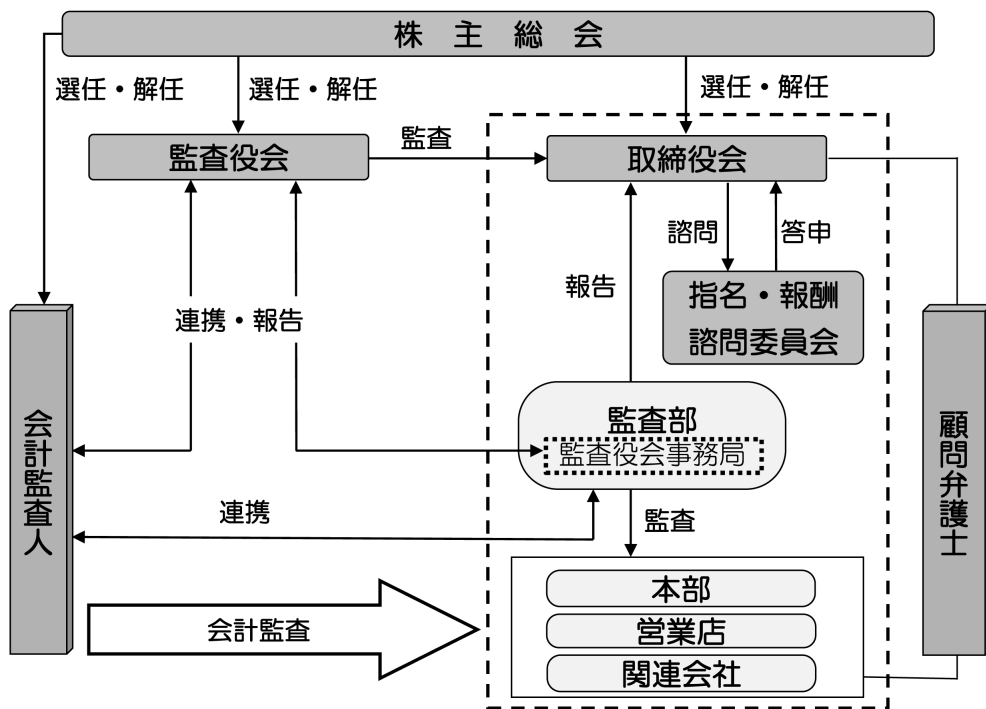 株主総会
選任・解任
選任・解任
選任・解任
監査役会
監査
取締役会
諮問
答申
報告
指名・報酬
諮問委員会
連携・報告
会計監査人
顧問弁護士
監査部
監査役会事務局
連携
監査
本部
営業店
関連会社
会計監査